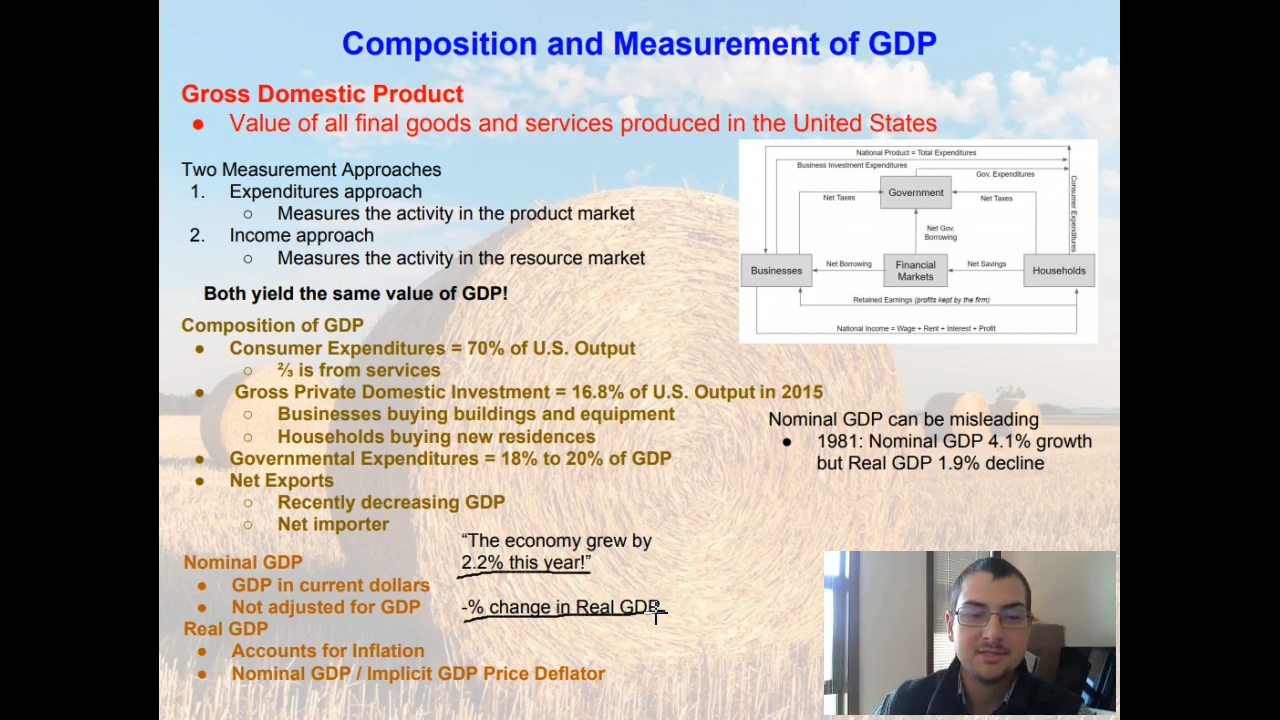 Composition and Measurement of GDP
Gross Domestic Product
● Value of all final goods and services produced in the United States
Two Measurement Approaches
1. Expenditures approach
○ Measures the activity in the product market
2. Income approach
○ Measures the activity in the resource market
Both yield the same value of GDP!
National Product = Total Expenditures
Business Investment Expenditures
Gov. Expenditures
Government
Net Taxes
Net Taxes
Consumer Expenditures
Net Gov.
Borrowing
Businesses
Net Borrowing
Financial
Markets
Net Savings
Households
Retained Earnings (profits kept by the firm)
National Income = Wage + Rent + Interest + Profit
Composition of GDP
● Consumer Expenditures = 70% of U.S. Output
○ ⅔ is from services
● Gross Private Domestic Investment = 16.8% of U.S. Output in 2015
○ Businesses buying buildings and equipment
○ Households buying new residences
● Governmental Expenditures = 18% to 20% of GDP
● Net Exports
○ Recently decreasing GDP
○ Net importer
Nominal GDP can be misleading
● 1981: Nominal GDP 4.1% growth
but Real GDP 1.9% decline
Nominal GDP
● GDP in current dollars
● Not adjusted for GDP
Real GDP
● Accounts for Inflation
● Nominal GDP / Implicit GDP Price Deflator
“The economy grew by
2.2% this year!”
-% change in Real GDP